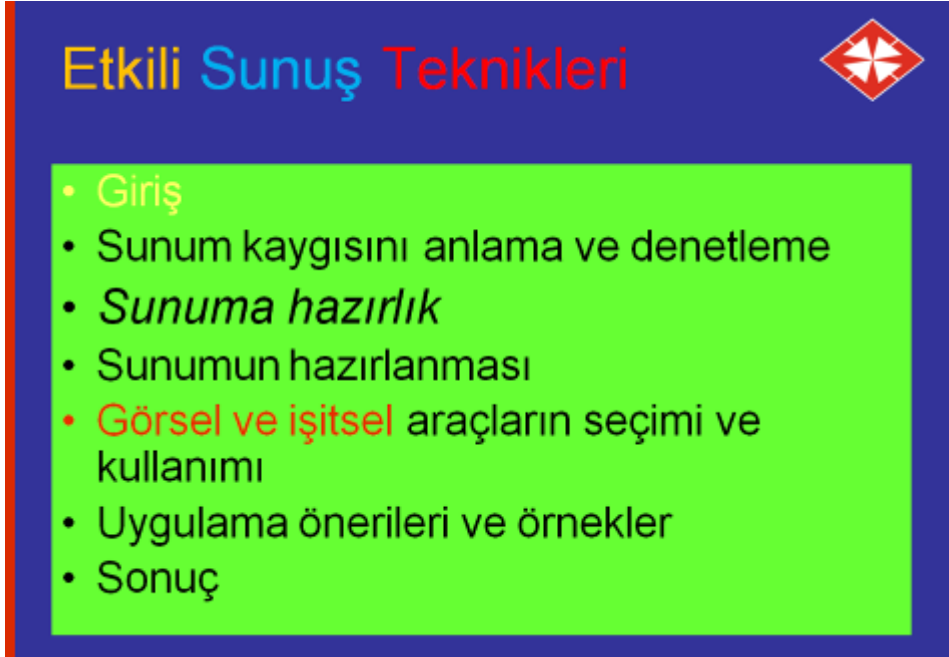 Etkili Sunuş Teknikleri
• Giriş
• Sunum kaygısını anlama ve denetleme
• Sunuma hazırlık
• Sunumun hazırlanması
• Görsel ve işitsel araçların seçimi ve
kullanımı
• Uygulama önerileri ve örnekler
• Sonuç